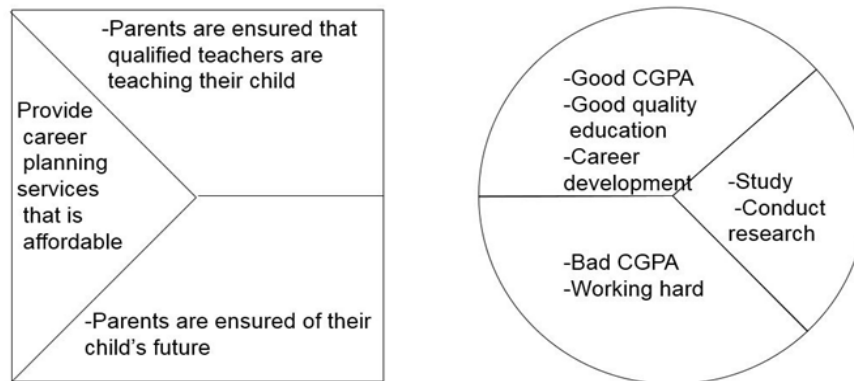 -Parents are ensured that
qualified teachers are
teaching their child
Provide
career
planning
services
that is
affordable
-Parents are ensured of their
child's future
-Good CGPA
-Good quality
education
-Career
development
-Study
-Conduct
research
-Bad CGPA
-Working hard